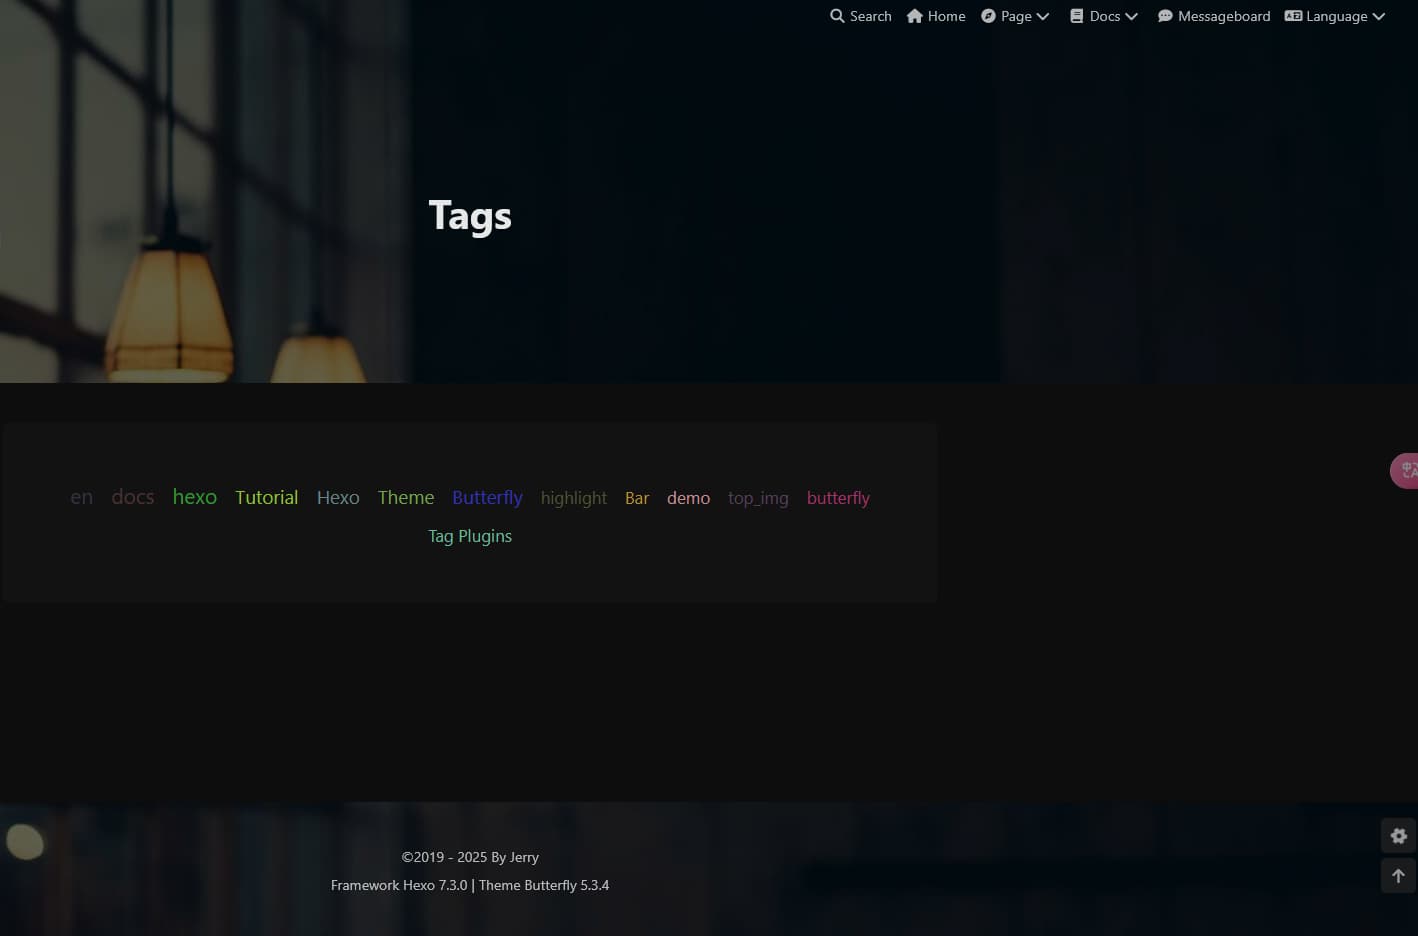 Search Home Page Docs Messageboard Language
Tags
en docs hexo Tutorial Hexo Theme Butterfly highlight Bar demo top_img butterfly
Tag Plugins
©2019 - 2025 By Jerry
Framework Hexo 7.3.0 | Theme Butterfly 5.3.4